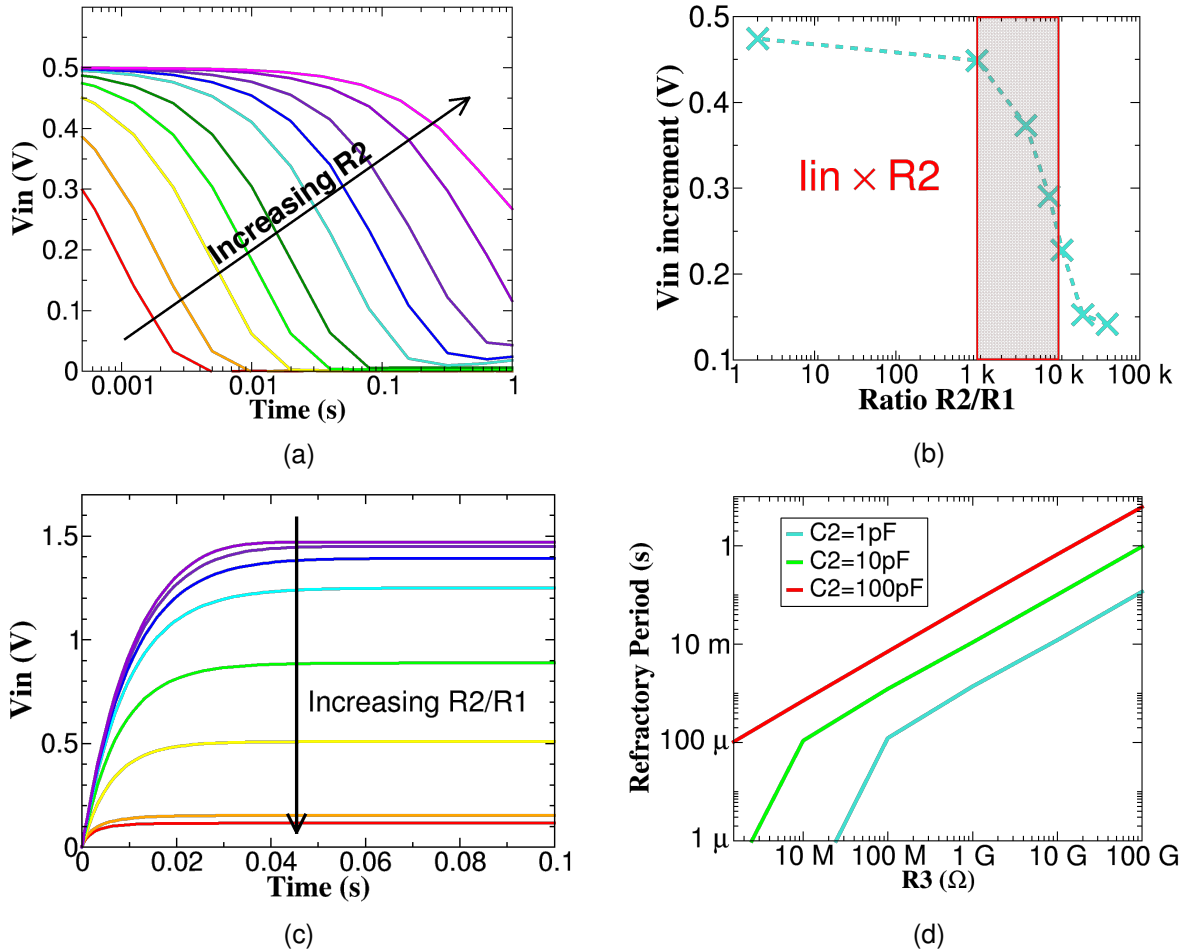 0.5
0.4
0.3
0.2
0.1
0
Vin (V)
Increasing R2
0.001
0.01
0.1
1
Time (s)
(a)
0.5
0.4
0.3
0.2
0.1
Vin increment (V)
Iin × R2
1
10
100
1 k
10 k
100 k
Ratio R2/R1
(b)
1.5
1
0.5
0
Vin (V)
Increasing R2/R1
0
0.02
0.04
0.06
0.08
0.1
Time (s)
(c)
1
10 m
100 µ
1 µ
Refractory Period (s)
C2=1pF
C2=10pF
C2=100pF
10 M
100 M
1 G
10 G
100 G
R3 (Ω)
(d)